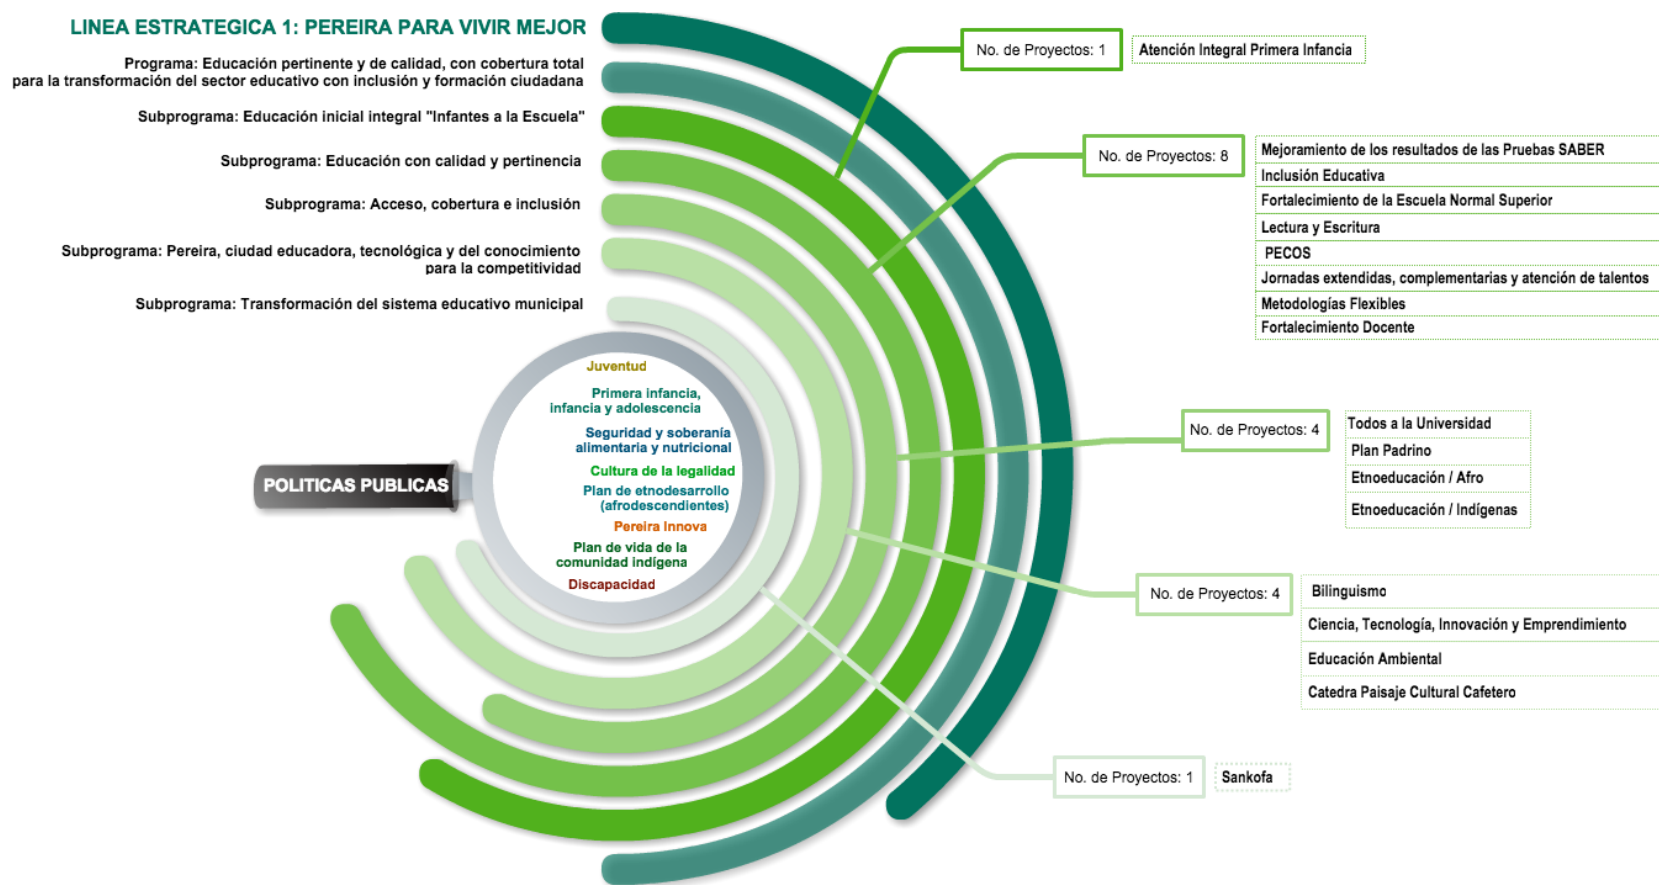 LINEA ESTRATEGICA 1: PEREIRA PARA VIVIR MEJOR
Programa: Educación pertinente y de calidad, con cobertura total
para la transformación del sector educativo con inclusión y formación ciudadana
Subprograma: Educación inicial integral "Infantes a la Escuela"
Subprograma: Educación con calidad y pertinencia
Subprograma: Acceso, cobertura e inclusión
Subprograma: Pereira, ciudad educadora, tecnológica y del conocimiento
para la competitividad
Subprograma: Transformación del sistema educativo municipal
POLITICAS PUBLICAS
Juventud
Primera infancia,
infancia y adolescencia
Seguridad y soberanía
alimentaria y nutricional
Cultura de la legalidad
Plan de etnodesarrollo
(afrodescendientes)
Pereira Innova
Plan de vida de la
comunidad indígena
Discapacidad
No. de Proyectos: 1
Atención Integral Primera Infancia
No. de Proyectos: 8
Mejoramiento de los resultados de las Pruebas SABER
Inclusión Educativa
Fortalecimiento de la Escuela Normal Superior
Lectura y Escritura
PECOS
Jornadas extendidas, complementarias y atención de talentos
Metodologías Flexibles
Fortalecimiento Docente
No. de Proyectos: 4
Todos a la Universidad
Plan Padrino
Etnoeducación / Afro
Etnoeducación / Indígenas
No. de Proyectos: 4
Bilinguismo
Ciencia, Tecnología, Innovación y Emprendimiento
Educación Ambiental
Catedra Paisaje Cultural Cafetero
No. de Proyectos: 1
Sankofa